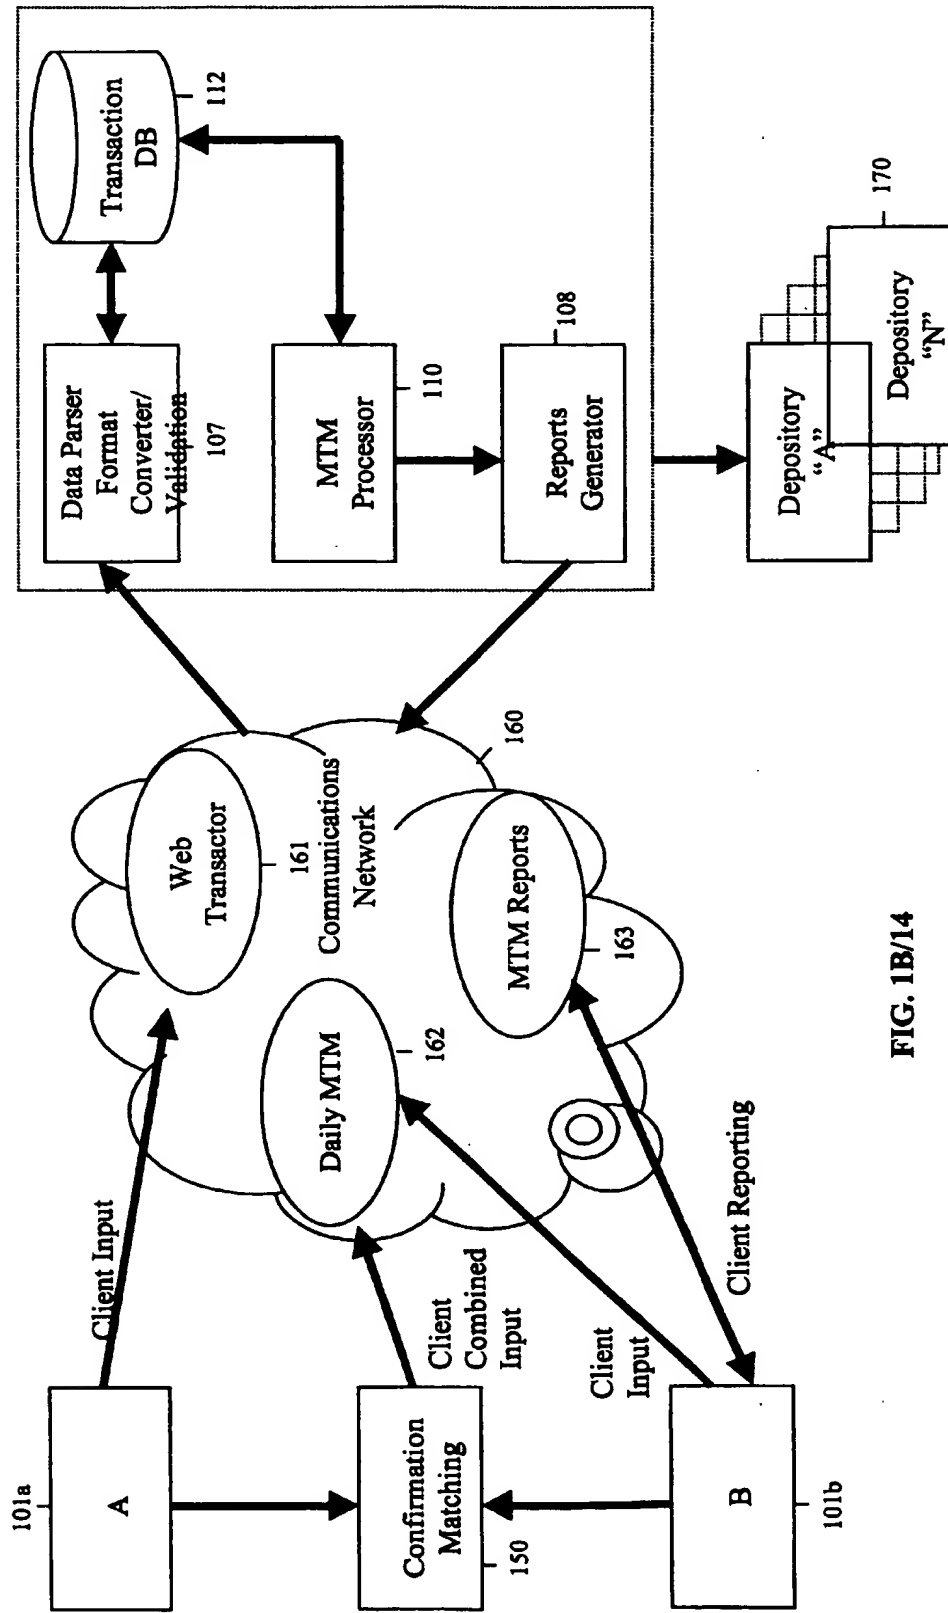 101a
A
Client Input
Confirmation
Matching
150
Client
Combined
Input
B
101b
Client
Input
Client Reporting
Daily MTM
162
Web
Transactor
161
Communications
Network
160
MTM Reports
163
Data Parser
Format
Converter/
Validation
107
Transaction
DB
112
MTM
Processor
110
Reports
Generator
108
Depository
“A”
Depository
“N”
170
FIG. 1B/14